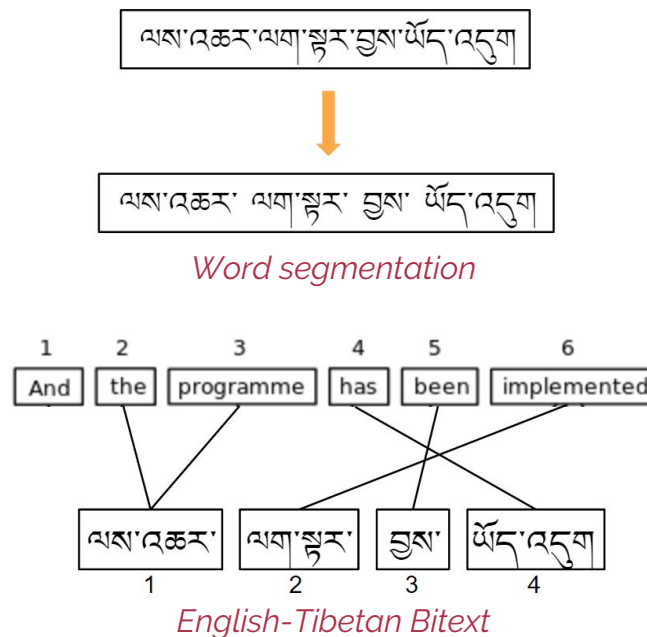 ལས་འཆར་ལག་སྟར་བྱས་ཡོད་འདུག
ལས་འཆར་ ལག་སྟར་ བྱས་ ཡོད་འདུག
Word segmentation
1 2 3 4 5 6
And the programme has been implemented
ལས་འཆར་ ལག་སྟར་ བྱས་ ཡོད་འདུག
1 2 3 4
English-Tibetan Bitext